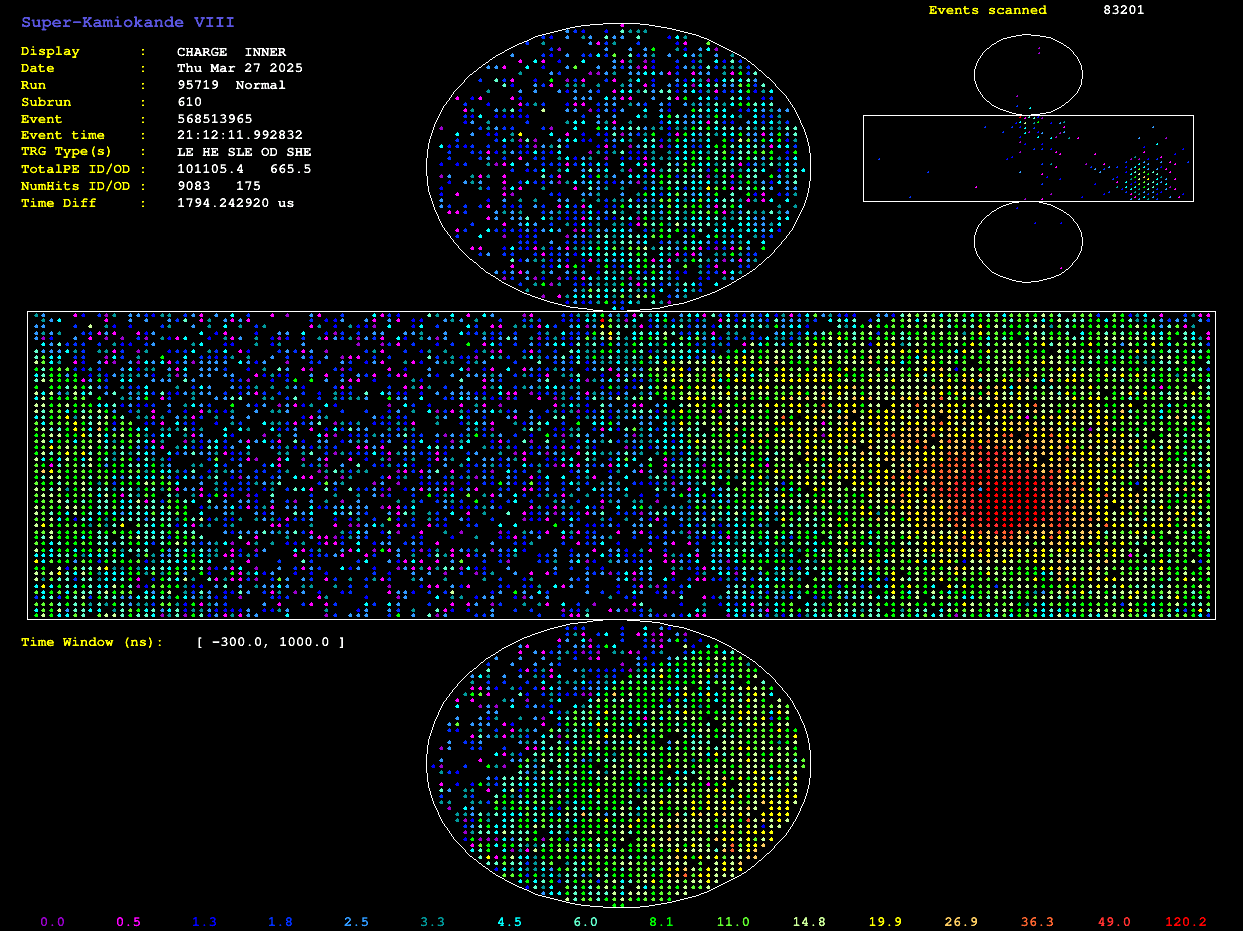 Super-Kamiokande VIII
Events scanned 83201
Display : CHARGE INNER
Date : Thu Mar 27 2025
Run : 95719 Normal
Subrun : 610
Event : 568513965
Event time : 21:12:11.992832
TRG Type(s) : LE HE SLE OD SHE
TotalPE ID/OD : 101105.4 665.5
NumHits ID/OD : 9083 175
Time Diff : 1794.242920 us
Time Window (ns): [ -300.0, 1000.0 ]
0.0 0.5 1.3 1.8 2.5 3.3 4.5 6.0 8.1 11.0 14.8 19.9 26.9 36.3 49.0 120.2